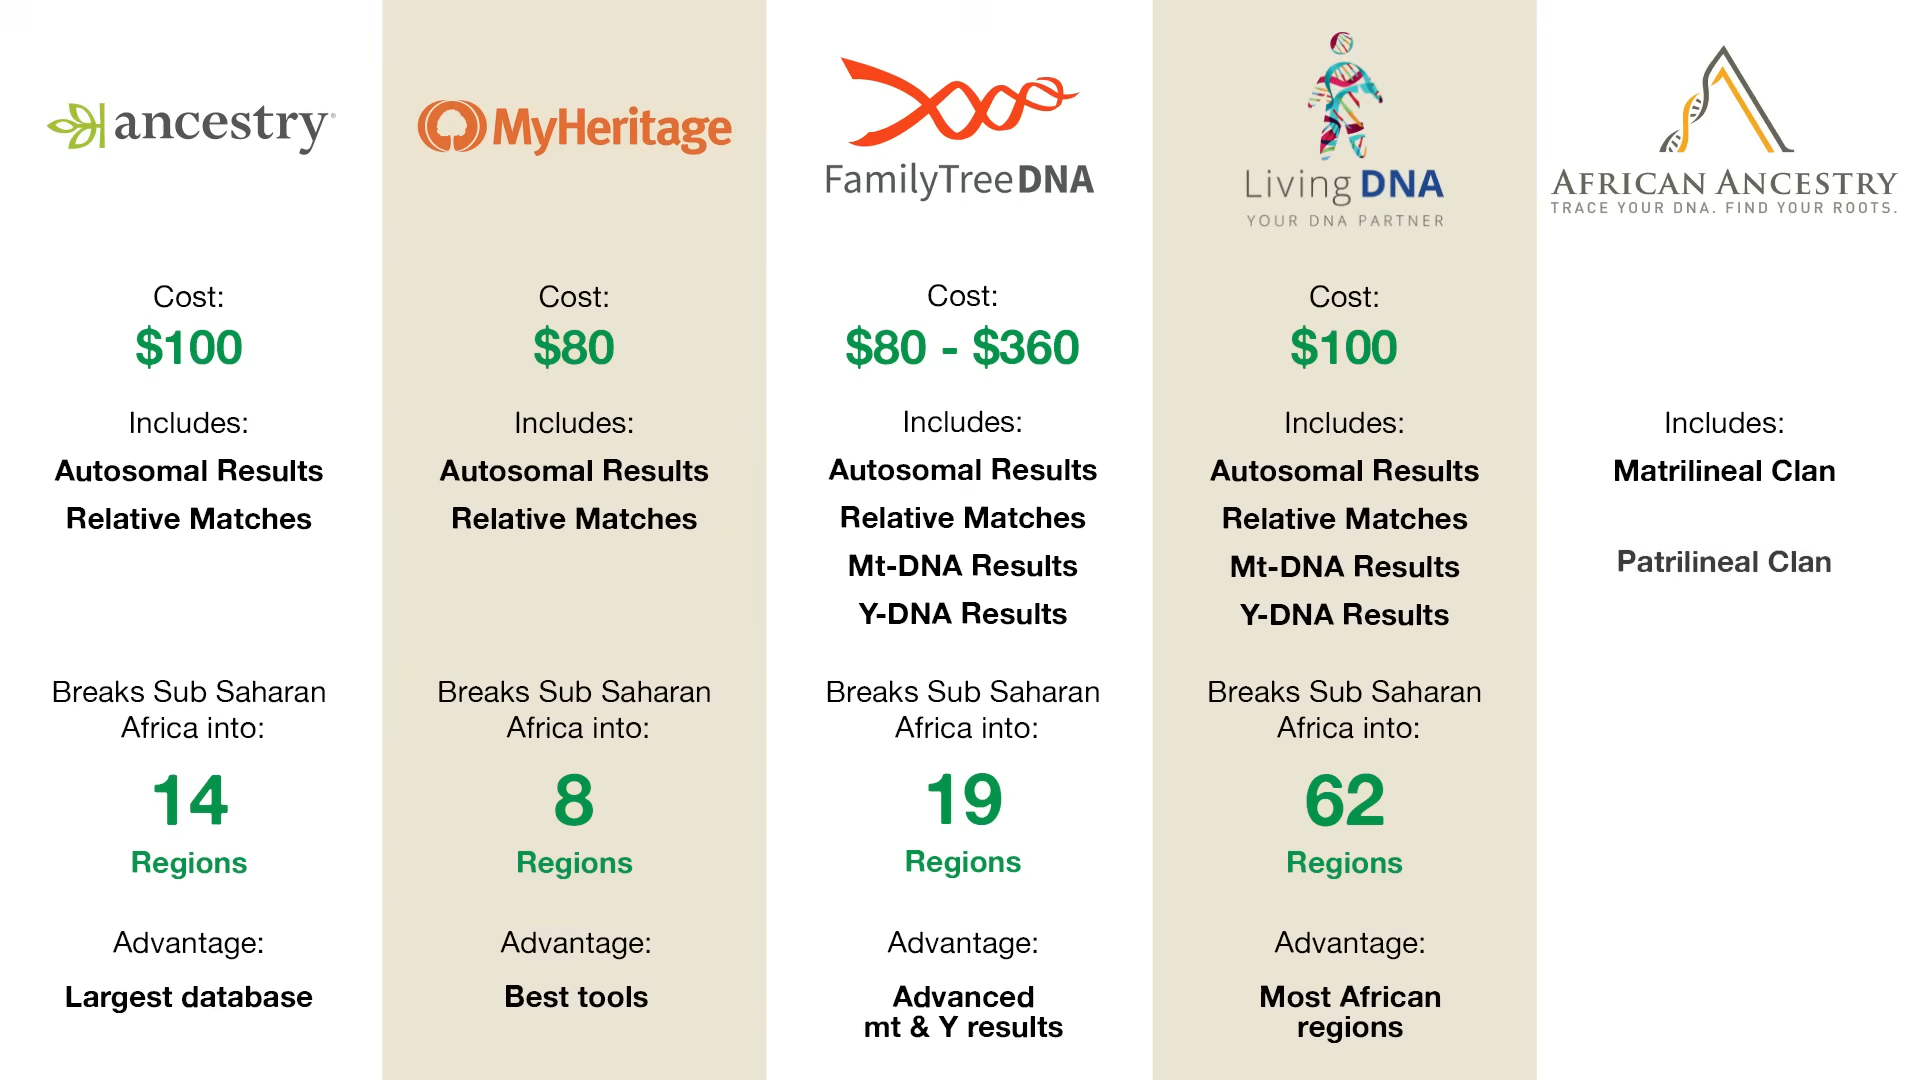 ancestry
Cost:
$100
Includes:
Autosomal Results
Relative Matches
Breaks Sub Saharan
Africa into:
14
Regions
Advantage:
Largest database
MyHeritage
Cost:
$80
Includes:
Autosomal Results
Relative Matches
Breaks Sub Saharan
Africa into:
8
Regions
Advantage:
Best tools
FamilyTreeDNA
Cost:
$80 - $360
Includes:
Autosomal Results
Relative Matches
Mt-DNA Results
Y-DNA Results
Breaks Sub Saharan
Africa into:
19
Regions
Advantage:
Advanced
mt & Y results
Living DNA
YOUR DNA PARTNER
Cost:
$100
Includes:
Autosomal Results
Relative Matches
Mt-DNA Results
Y-DNA Results
Breaks Sub Saharan
Africa into:
62
Regions
Advantage:
Most African
regions
AFRICAN ANCESTRY
TRACE YOUR DNA. FIND YOUR ROOTS.
Includes:
Matrilineal Clan
Patrilineal Clan